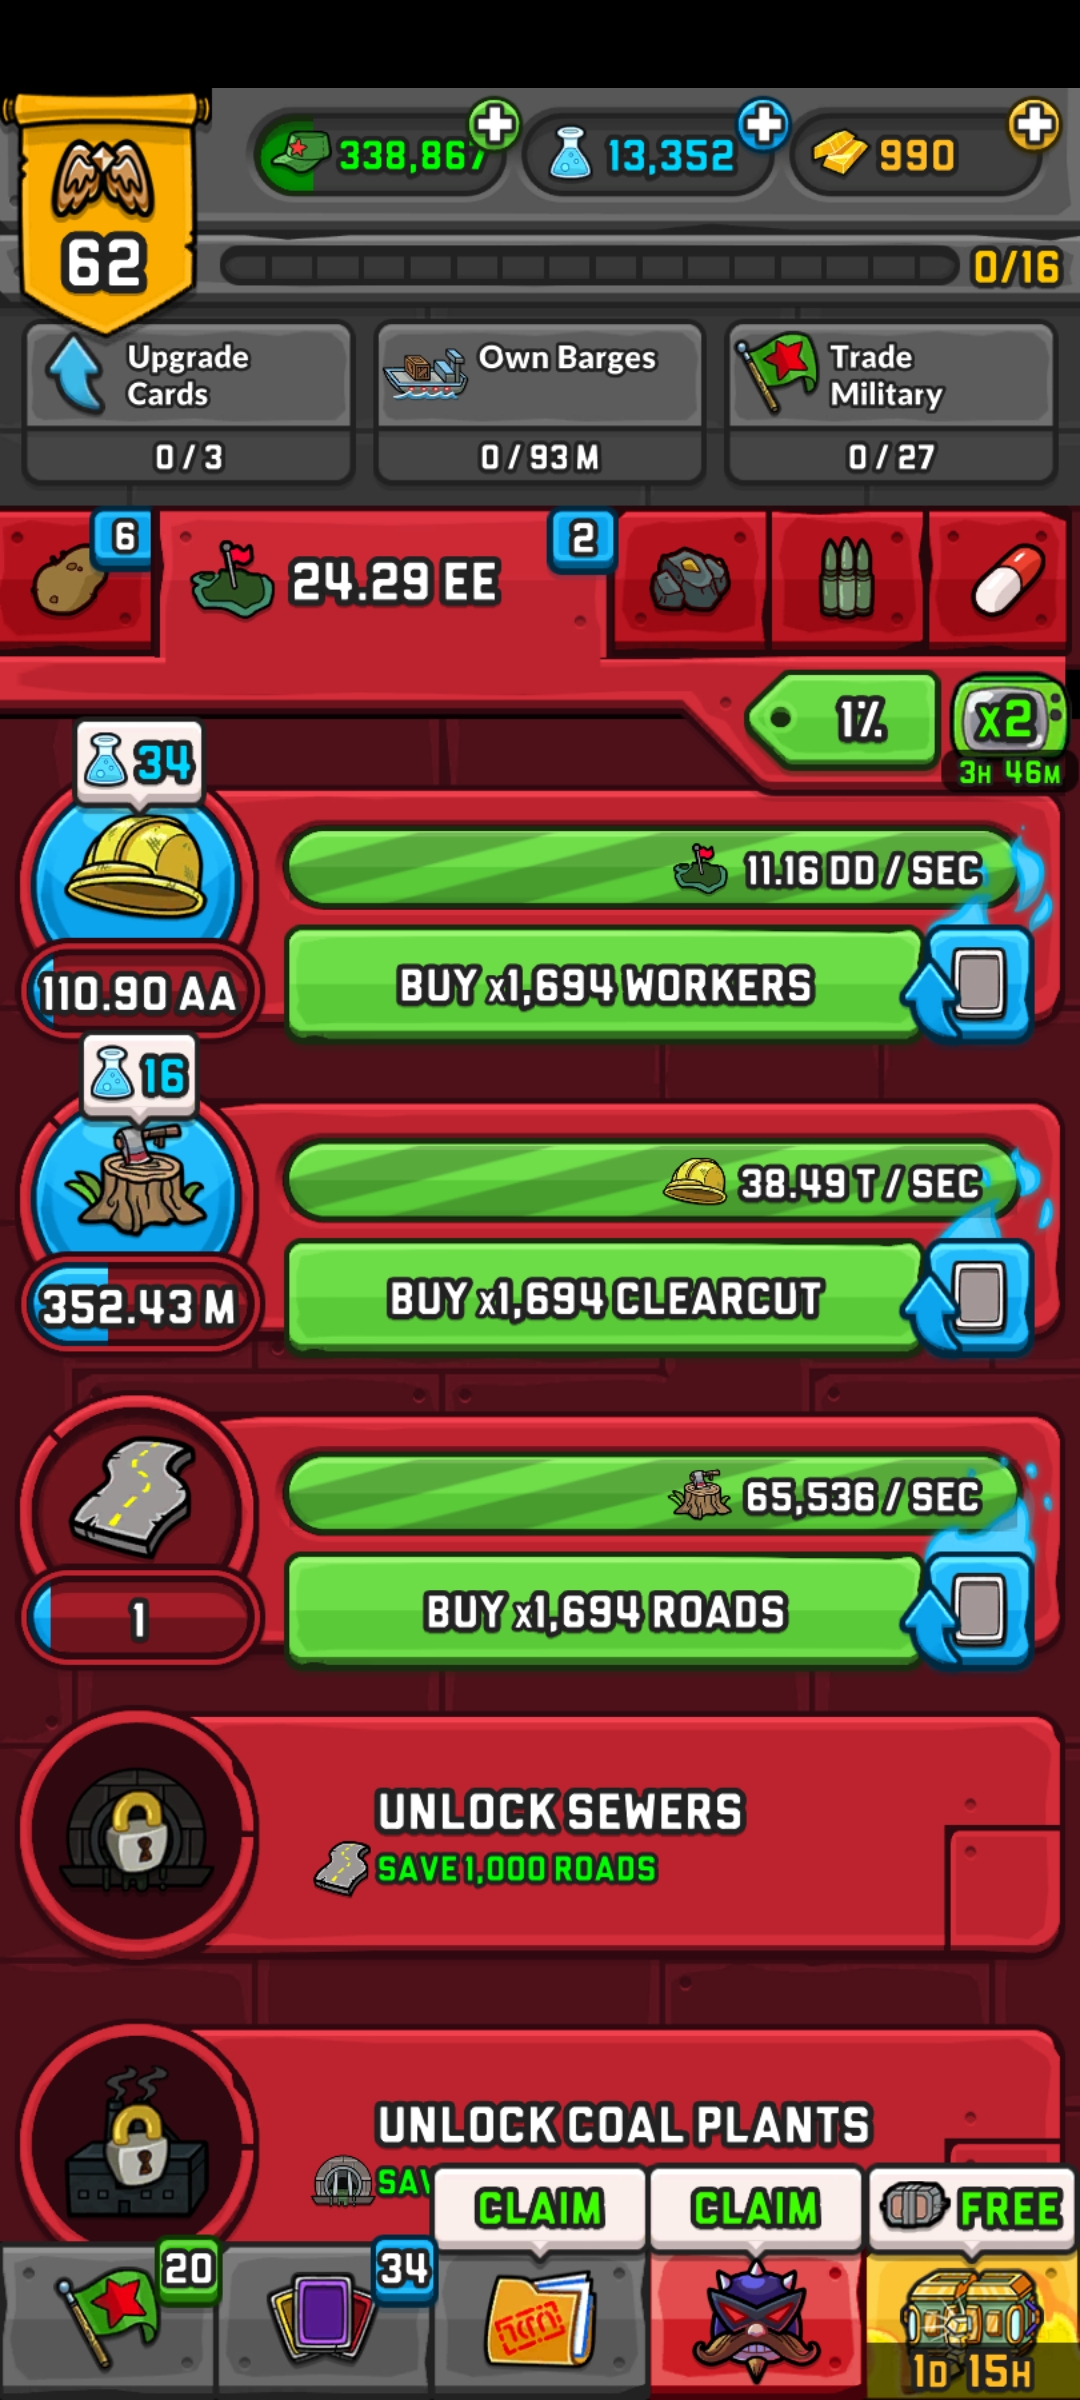 338,867
13,352
990
62
0/16
Upgrade
Cards
0 / 3
Own Barges
0 / 93 M
Trade
Military
0 / 27
6
24.29 EE
2
1%
x2
3H 46M
34
11.16 DD / SEC
110.90 AA
BUY x1,694 WORKERS
16
38.49 T / SEC
352.43 M
BUY x1,694 CLEARCUT
65,536 / SEC
1
BUY x1,694 ROADS
UNLOCK SEWERS
SAVE 1,000 ROADS
UNLOCK COAL PLANTS
CLAIM
CLAIM
FREE
20
34
1D 15H